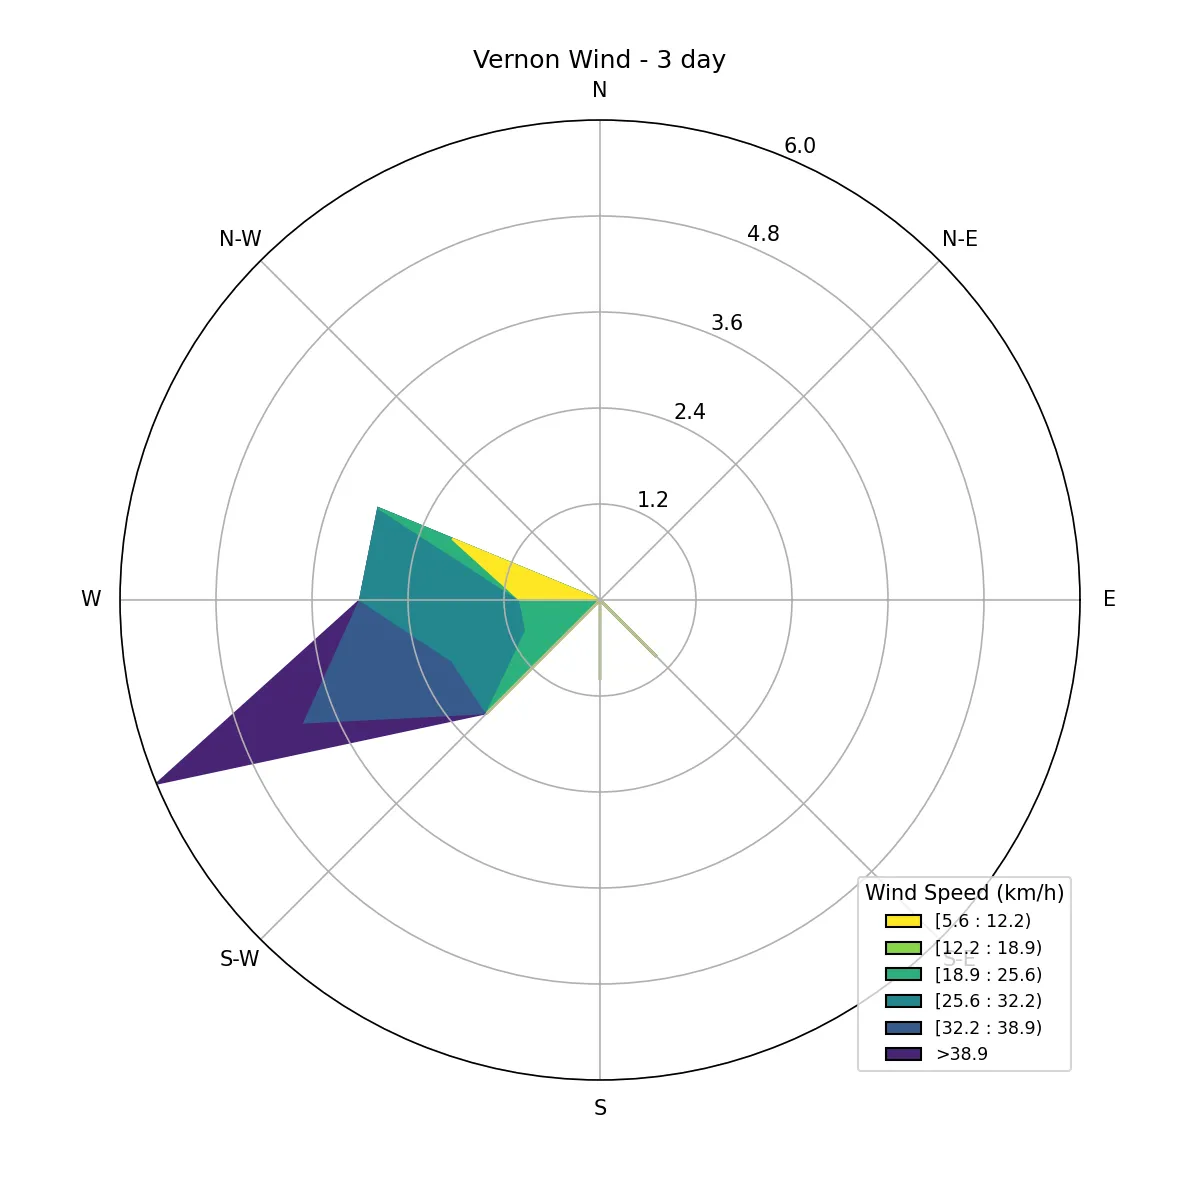 Vernon Wind - 3 day
N
6.0
N-W
4.8
N-E
3.6
2.4
1.2
W
E
S-W
S-E
S
Wind Speed (km/h)
[5.6 : 12.2)
[12.2 : 18.9)
[18.9 : 25.6)
[25.6 : 32.2)
[32.2 : 38.9)
>38.9